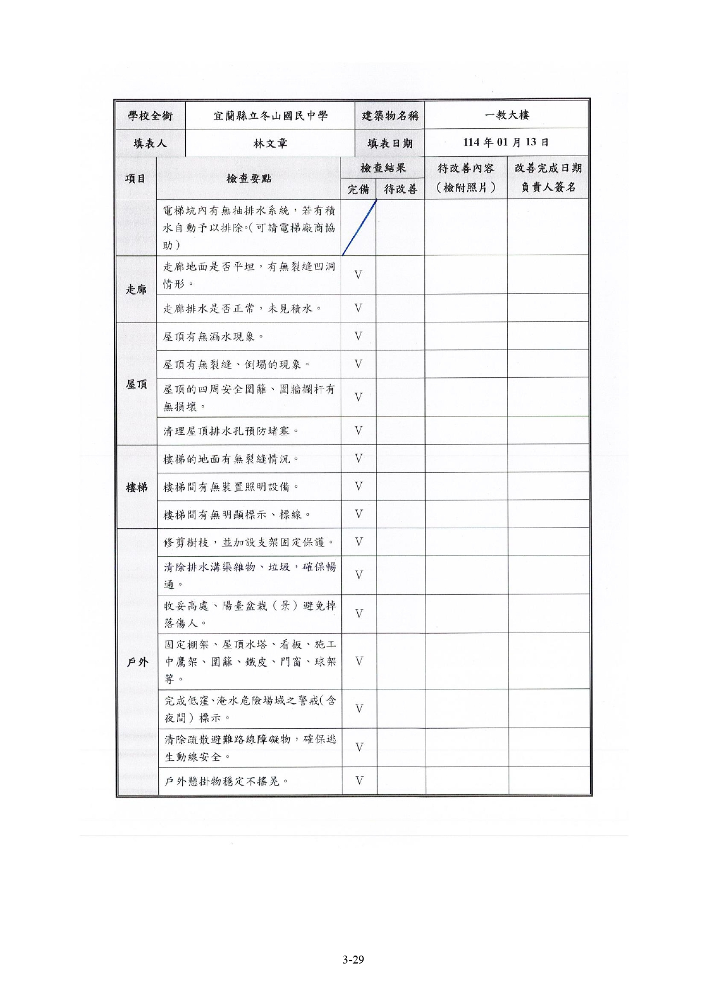 學校全銜 宜蘭縣立冬山國民中學 建築物名稱 一教大樓
填表人 林文章 填表日期 114 年 01 月 13 日
項目 檢查要點 檢查結果 待改善內容 改善完成日期
完備 待改善 （檢附照片） 負責人簽名
電梯坑內有無抽排水系統，若有積
水自動予以排除。（可請電梯廠商協
助）
走廊
走廊地面是否平坦，有無裂縫凹洞
情形。 V
走廊排水是否正常，未見積水。 V
屋頂
屋頂有無漏水現象。 V
屋頂有無裂縫、倒塌的現象。 V
屋頂的四周安全圍籬、圍牆欄杆有
無損壞。 V
清理屋頂排水孔預防堵塞。 V
樓梯
樓梯的地面有無裂縫情況。 V
樓梯間有無裝置照明設備。 V
樓梯間有無明顯標示、標線。 V
戶外
修剪樹枝，並加設支架固定保護。 V
清除排水溝渠雜物、垃圾，確保暢
通。 V
收妥高處、陽臺盆栽（景）避免掉
落傷人。 V
固定棚架、屋頂水塔、看板、施工
中鷹架、圍籬、鐵皮、門窗、球架 V
等。
完成低窪、淹水危險場域之警戒（含
夜間）標示。 V
清除疏散避難路線障礙物，確保逃
生動線安全。 V
戶外懸掛物穩定不搖晃。 V
3-29